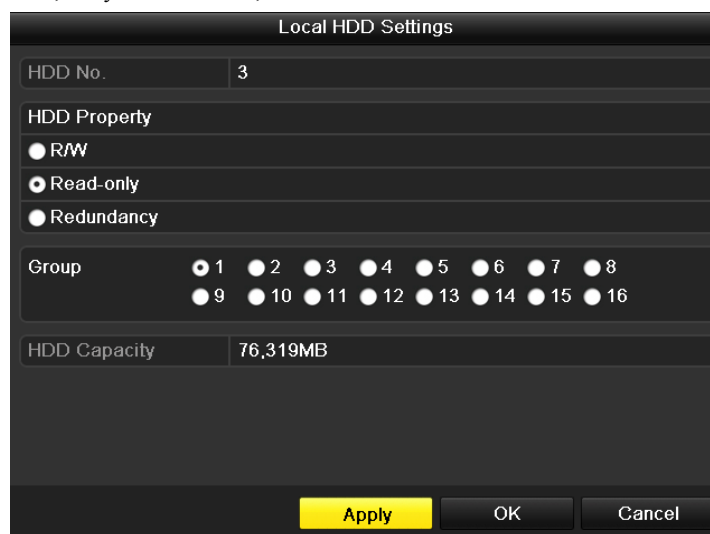 Local HDD Settings
HDD No. 3
HDD Property
R/W
Read-only
Redundancy
Group 1 2 3 4 5 6 7 8
9 10 11 12 13 14 15 16
HDD Capacity 76,319MB
Apply OK Cancel